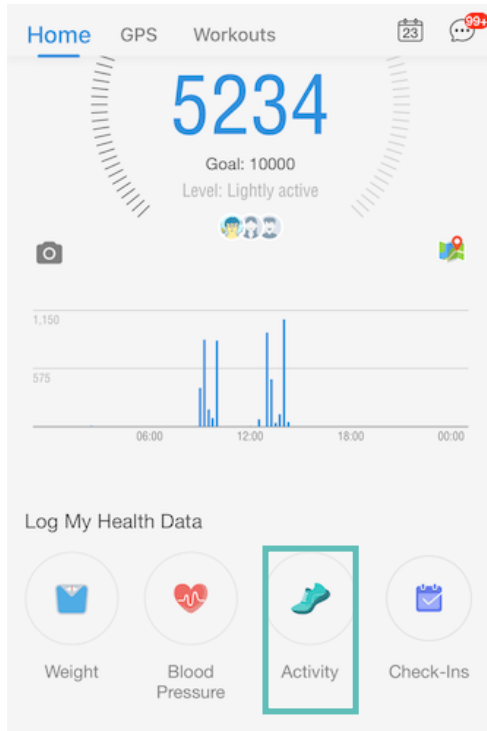 Home GPS Workouts 23 99+
5234
Goal: 10000
Level: Lightly active
1,150
575
06:00 12:00 18:00 00:00
Log My Health Data
Weight Blood Pressure Activity Check-Ins